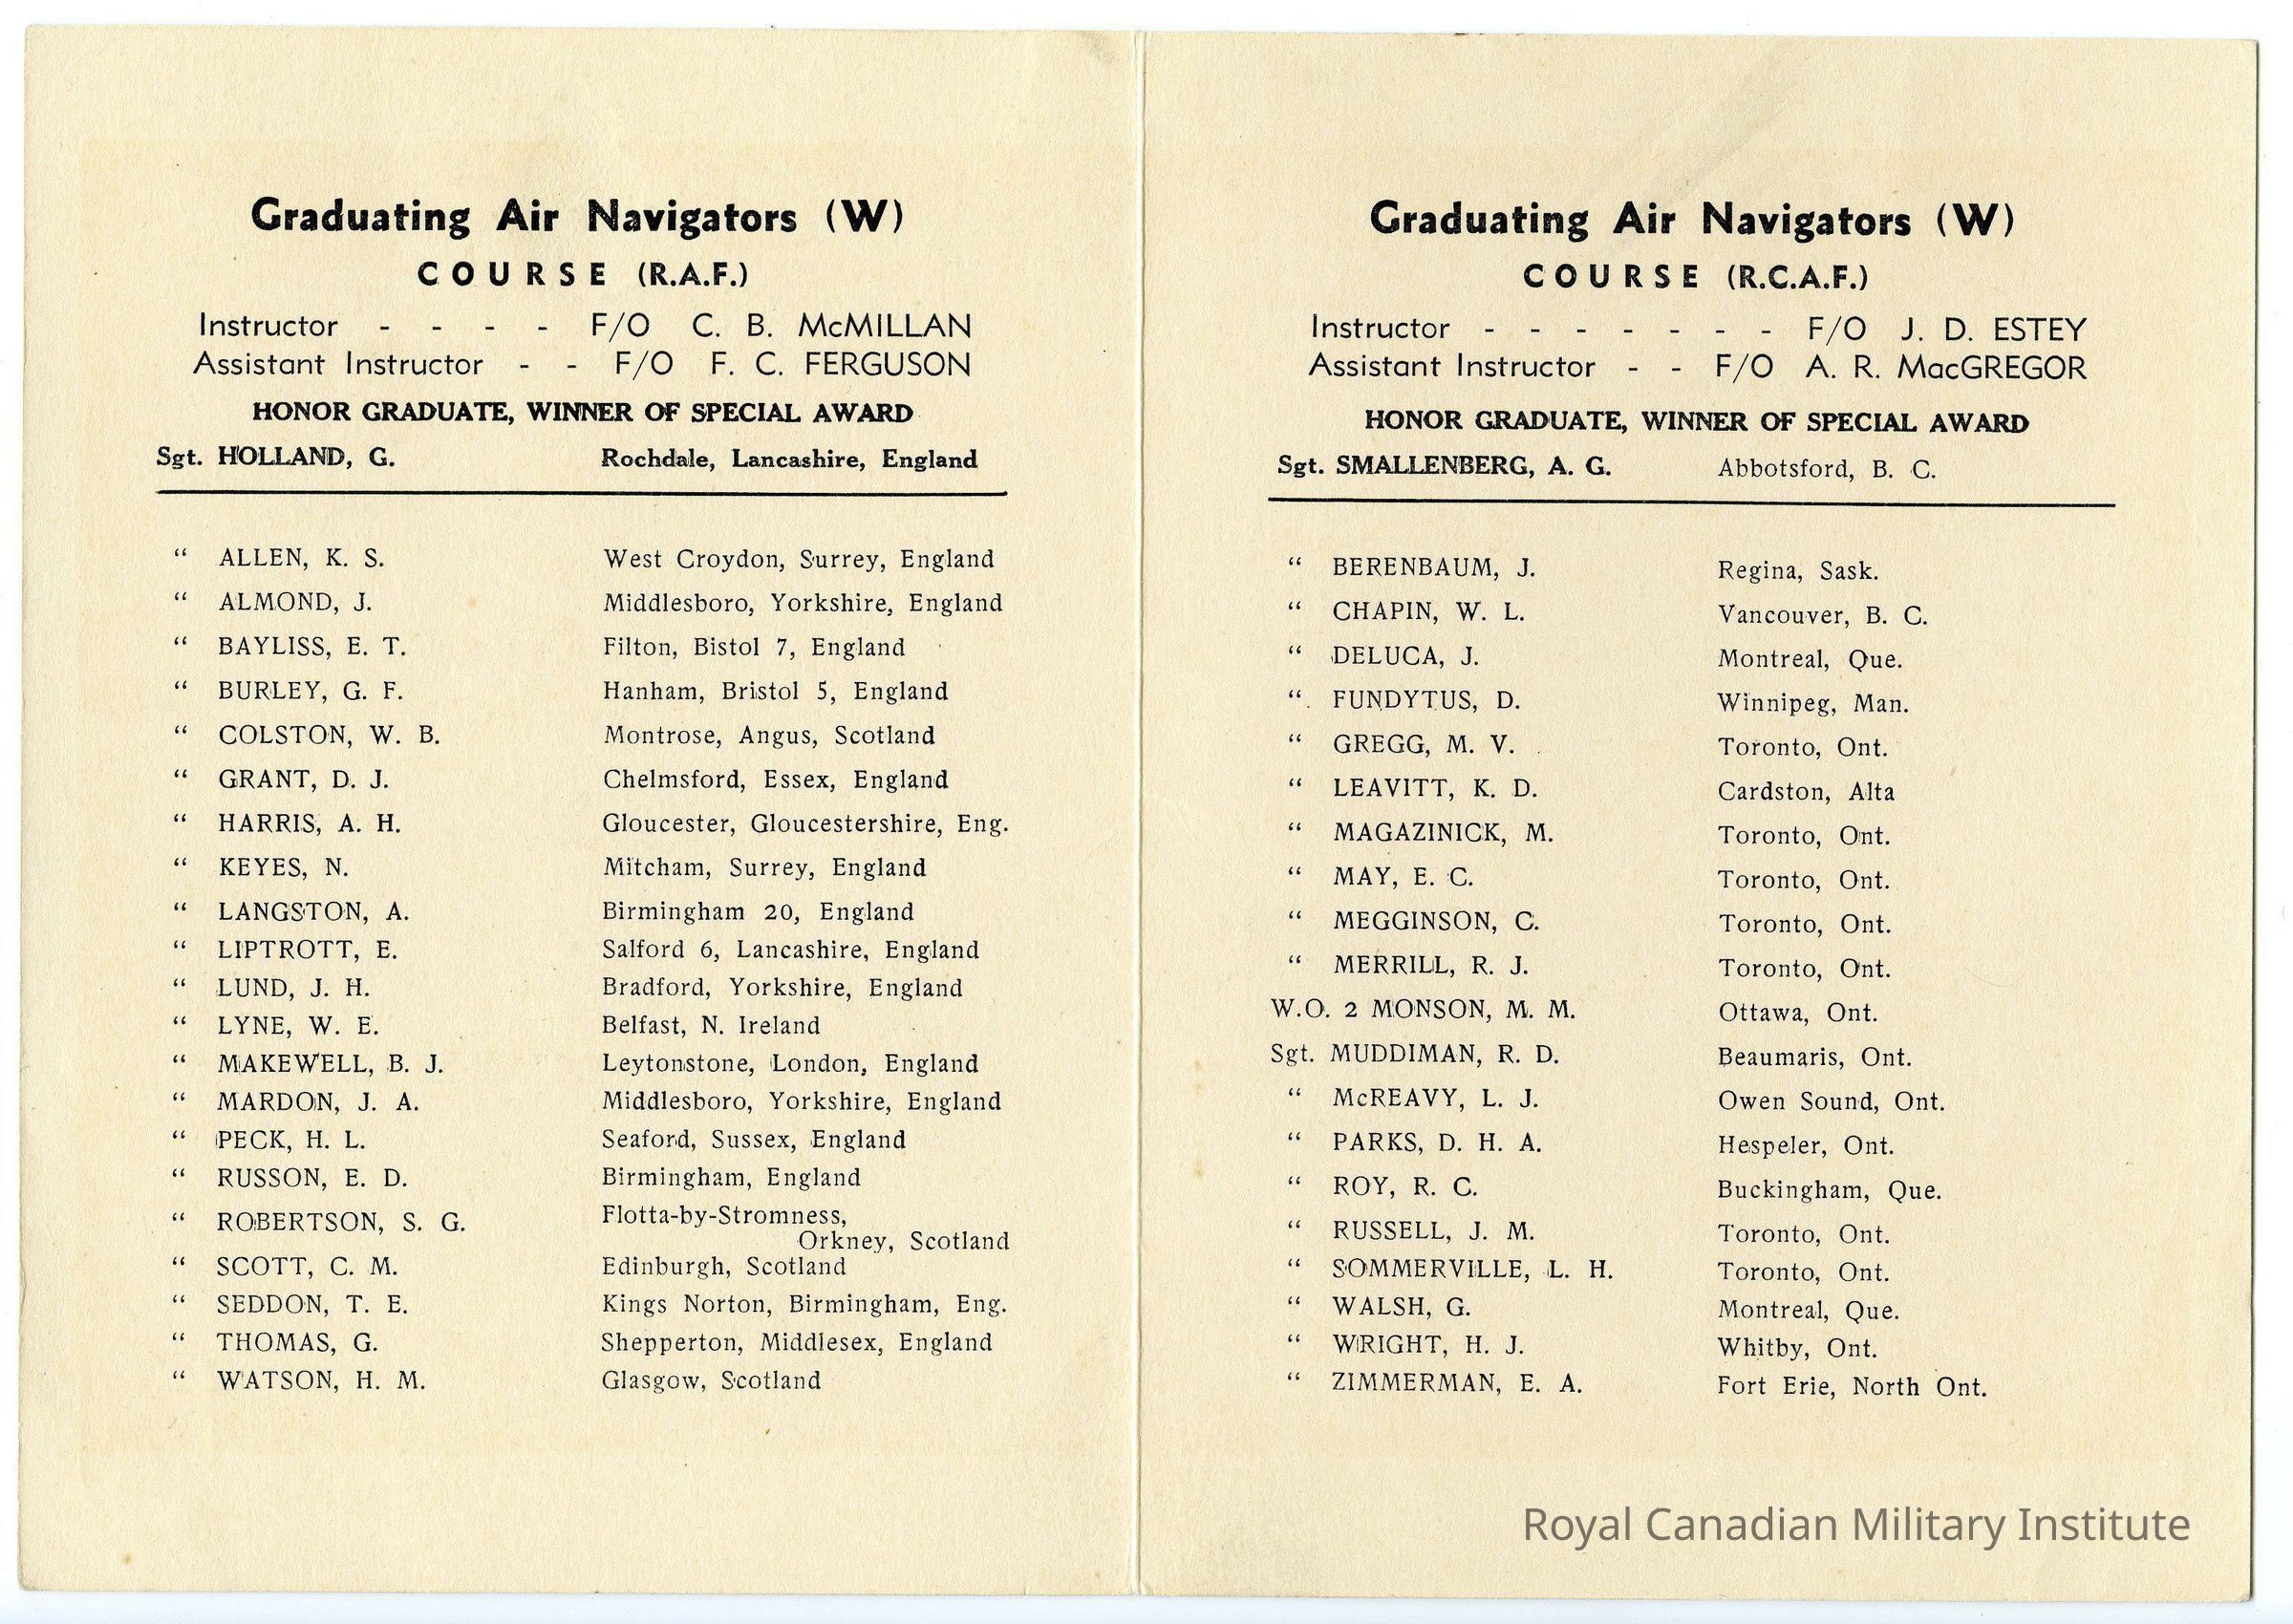 Graduating Air Navigators (W)
COURSE (R.A.F.)
Instructor - - - - F/O C. B. McMILLAN
Assistant Instructor - - F/O F. C. FERGUSON
HONOR GRADUATE, WINNER OF SPECIAL AWARD
Sgt. HOLLAND, G. Rochdale, Lancashire, England
“ ALLEN, K. S. West Croydon, Surrey, England
“ ALMOND, J. Middlesboro, Yorkshire, England
“ BAYLISS, E. T. Filton, Bistol 7, England
“ BURLEY, G. F. Hanham, Bristol 5, England
“ COLSTON, W. B. Montrose, Angus, Scotland
“ GRANT, D. J. Chelmsford, Essex, England
“ HARRIS, A. H. Gloucester, Gloucestershire, Eng.
“ KEYES, N. Mitcham, Surrey, England
“ LANGSTON, A. Birmingham 20, England
“ LIPTROTT, E. Salford 6, Lancashire, England
“ LUND, J. H. Bradford, Yorkshire, England
“ LYNE, W. E. Belfast, N. Ireland
“ MAKEWELL, B. J. Leytonstone, London, England
“ MARDON, J. A. Middlesboro, Yorkshire, England
“ PECK, H. L. Seaford, Sussex, England
“ RUSSON, E. D. Birmingham, England
“ ROBERTSON, S. G. Flotta-by-Stromness,
Orkney, Scotland
“ SCOTT, C. M. Edinburgh, Scotland
“ SEDDON, T. E. Kings Norton, Birmingham, Eng.
“ THOMAS, G. Shepperton, Middlesex, England
“ WATSON, H. M. Glasgow, Scotland
Graduating Air Navigators (W)
COURSE (R.C.A.F.)
Instructor - - - - - - - F/O J. D. ESTEY
Assistant Instructor - - F/O A. R. MacGREGOR
HONOR GRADUATE, WINNER OF SPECIAL AWARD
Sgt. SMALLENBERG, A. G. Abbotsford, B. C.
“ BERENBAUM, J. Regina, Sask.
“ CHAPIN, W. L. Vancouver, B. C.
“ DELUCA, J. Montreal, Que.
“ FUNDYTUS, D. Winnipeg, Man.
“ GREGG, M. V. Toronto, Ont.
“ LEAVITT, K. D. Cardston, Alta
“ MAGAZINICK, M. Toronto, Ont.
“ MAY, E. C. Toronto, Ont.
“ MEGGINSON, C. Toronto, Ont.
“ MERRILL, R. J. Toronto, Ont.
W.O. 2 MONSON, M. M. Ottawa, Ont.
Sgt. MUDDIMAN, R. D. Beaumaris, Ont.
“ McREAVY, L. J. Owen Sound, Ont.
“ PARKS, D. H. A. Hespeler, Ont.
“ ROY, R. C. Buckingham, Que.
“ RUSSELL, J. M. Toronto, Ont.
“ SOMMERVILLE, L. H. Toronto, Ont.
“ WALSH, G. Montreal, Que.
“ WRIGHT, H. J. Whitby, Ont.
“ ZIMMERMAN, E. A. Fort Erie, North Ont.
Royal Canadian Military Institute